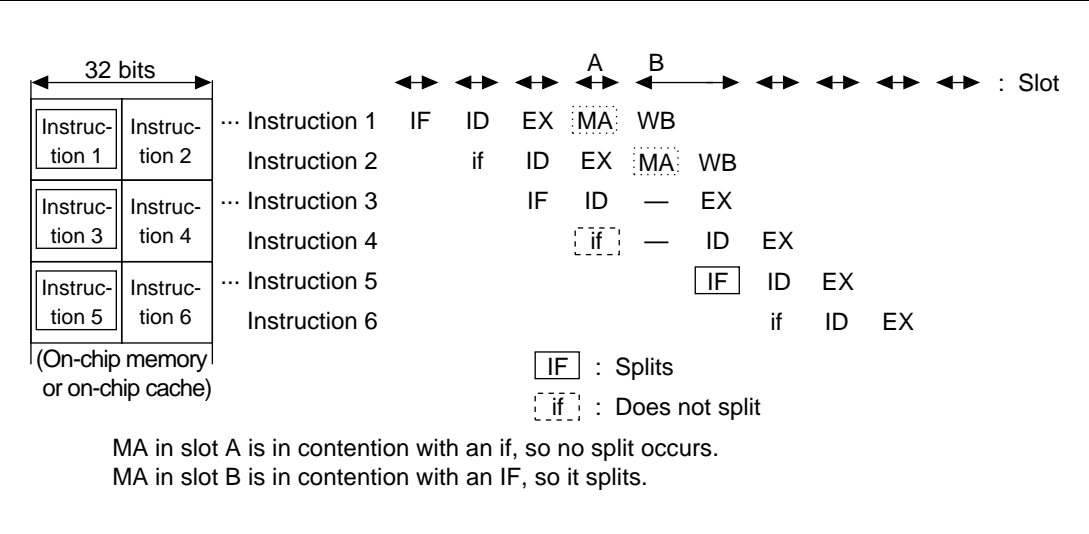 32 bits
A B
: Slot
Instruc-
tion 1
Instruc-
tion 2
··· Instruction 1 IF ID EX MA WB
Instruction 2 if ID EX MA WB
Instruc-
tion 3
Instruc-
tion 4
··· Instruction 3 IF ID — EX
Instruction 4 if — ID EX
Instruc-
tion 5
Instruc-
tion 6
··· Instruction 5 IF ID EX
Instruction 6 if ID EX
(On-chip memory
or on-chip cache)
IF : Splits
if : Does not split
MA in slot A is in contention with an if, so no split occurs.
MA in slot B is in contention with an IF, so it splits.